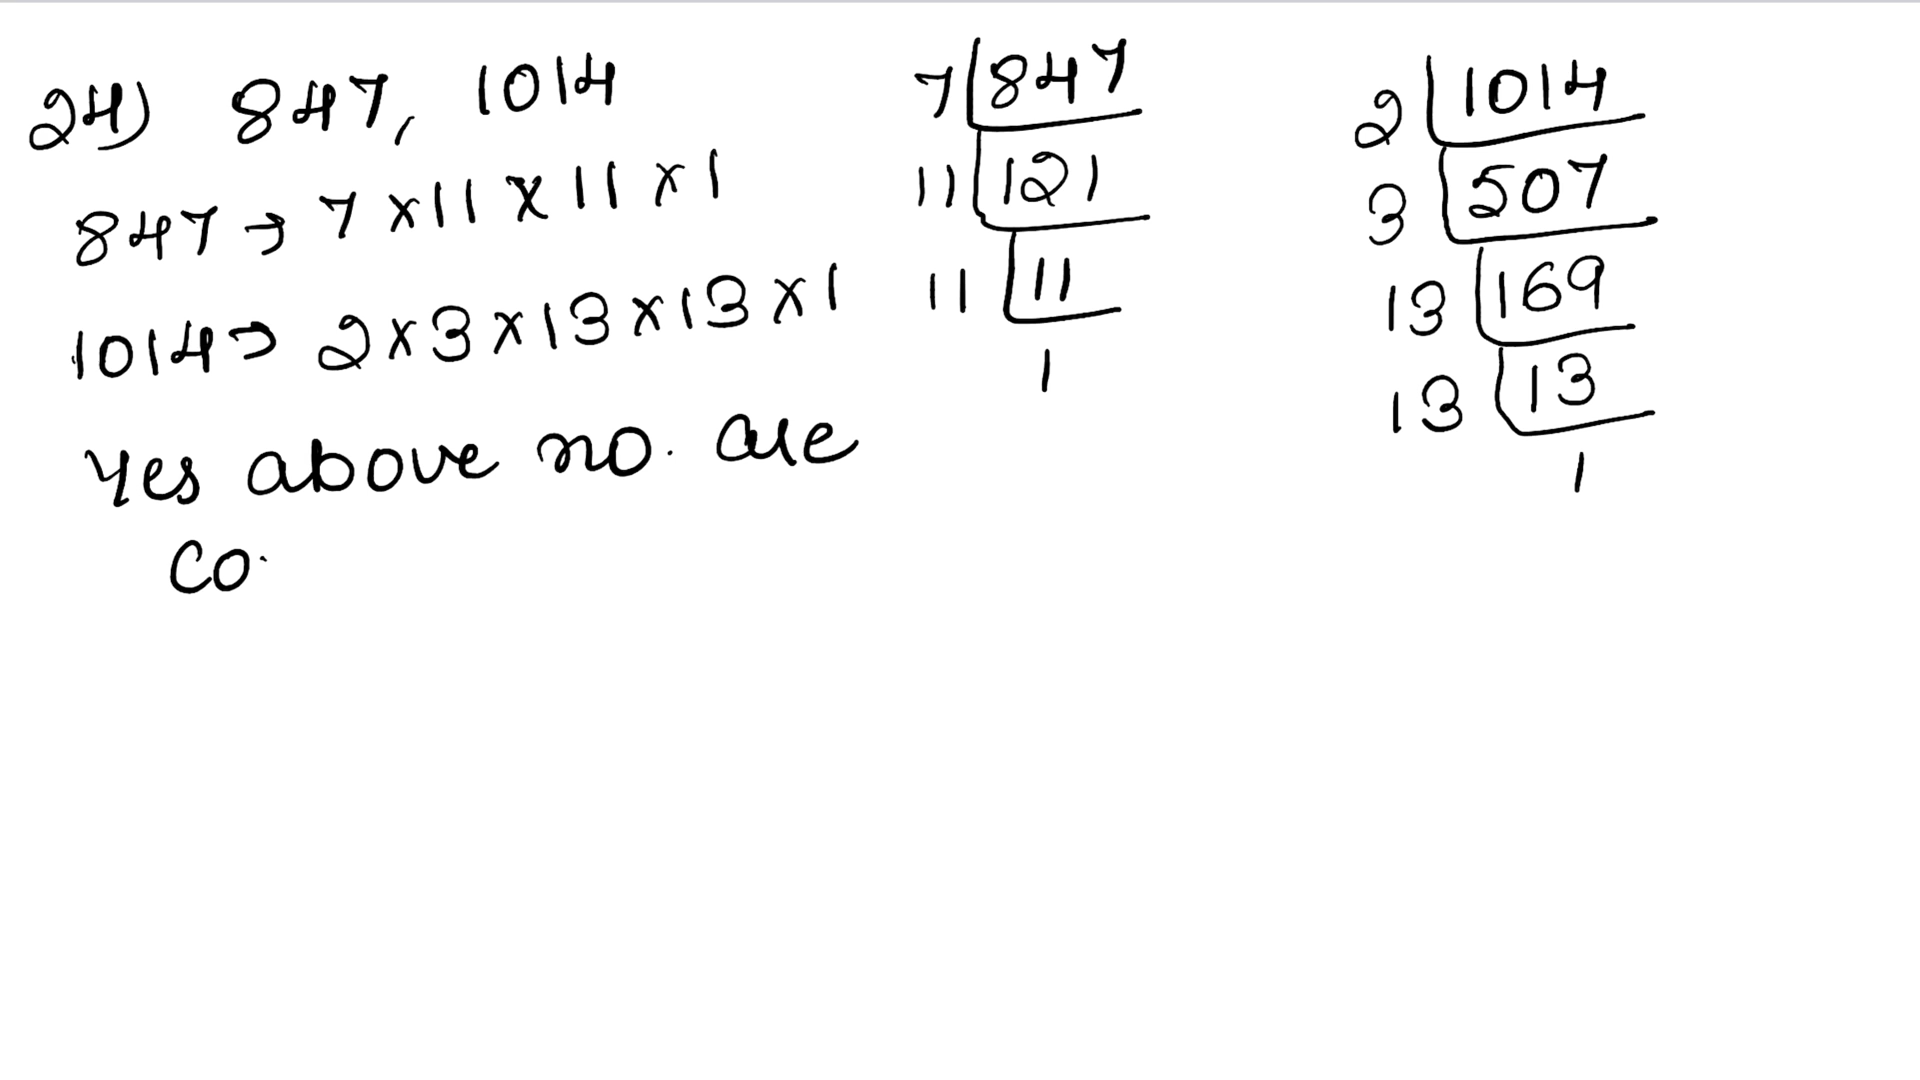 24) 847, 1014
847 → 7 x 11 x 11 x 1
1014 → 2 x 3 x 13 x 13 x 1
Yes above no. are
Co.
7 847
11 121
11 11
1
2 1014
3 507
13 169
13 13
1